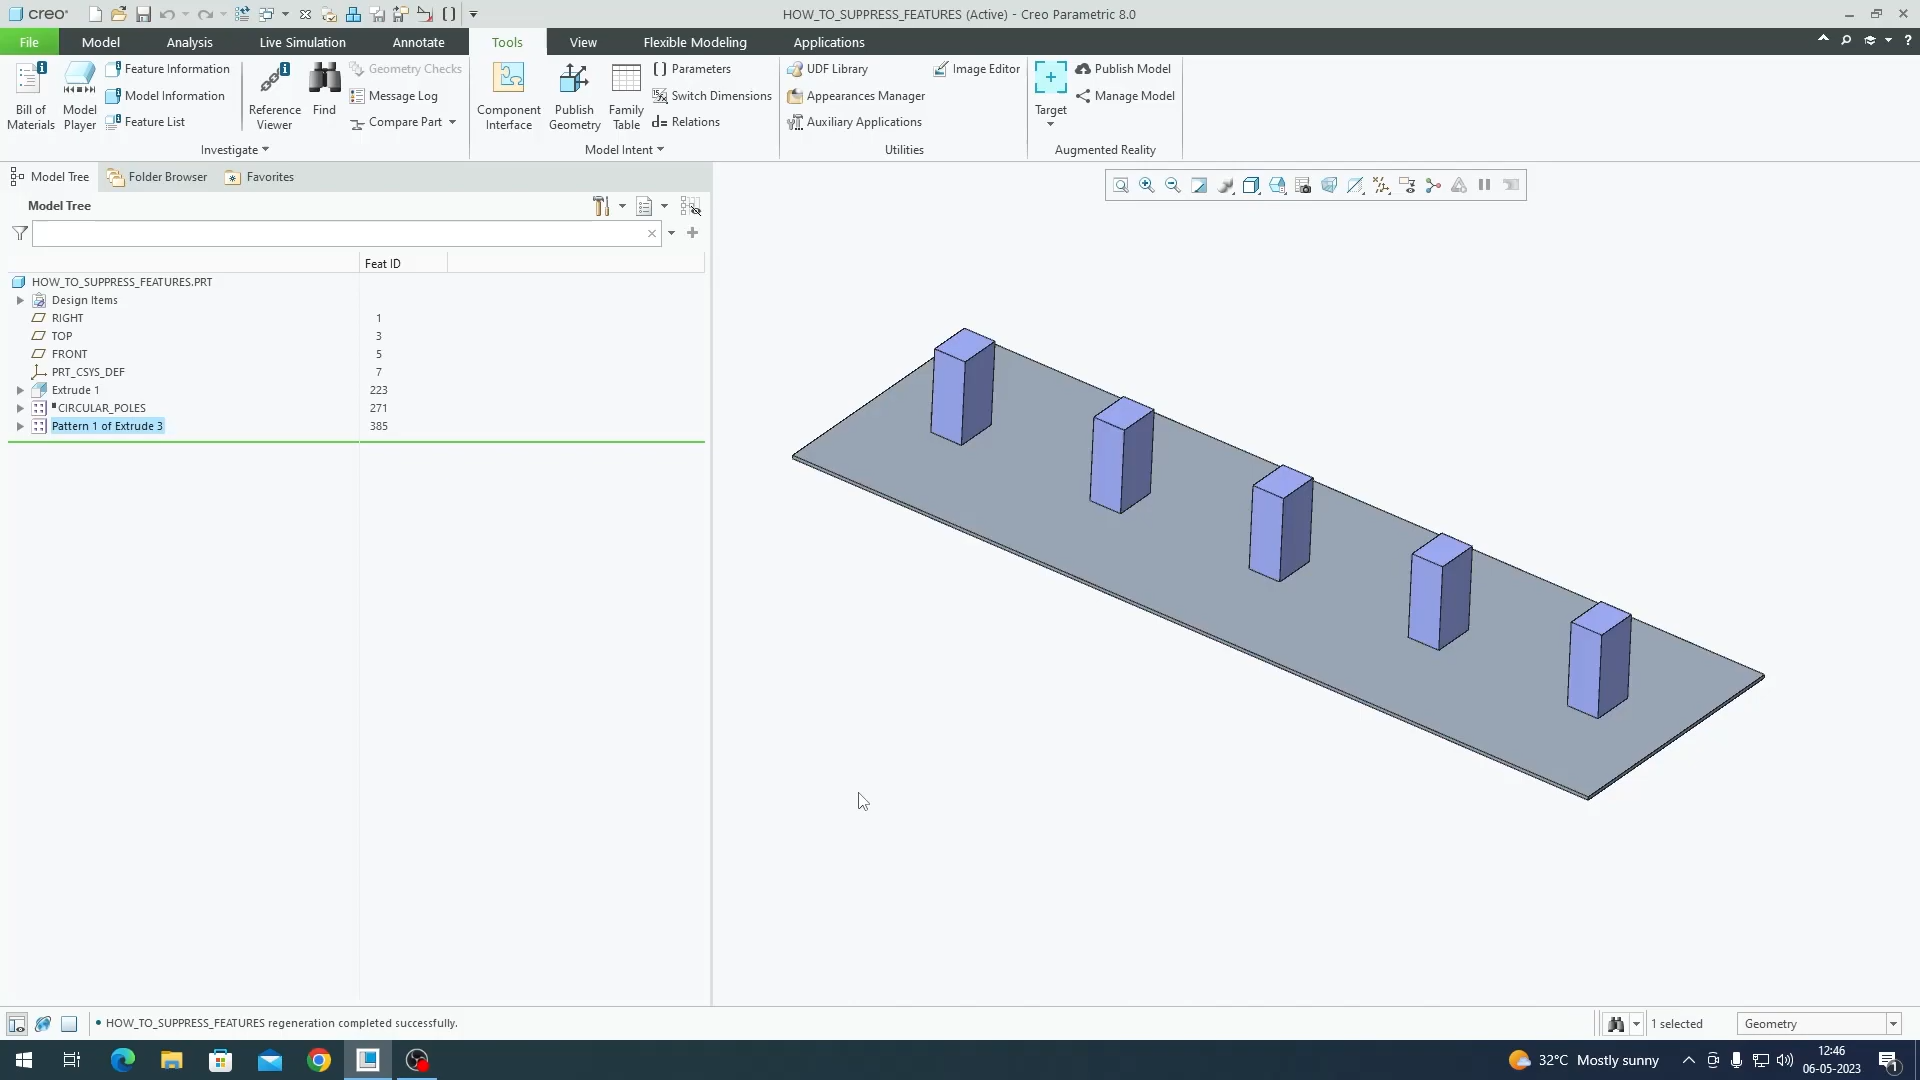 creo
HOW_TO_SUPPRESS_FEATURES (Active) - Creo Parametric 8.0
File
Model
Analysis
Live Simulation
Annotate
Tools
View
Flexible Modeling
Applications
Bill of
Materials
Model
Player
Feature Information
Model Information
Feature List
Reference
Viewer
Find
Geometry Checks
Message Log
Compare Part
Investigate
Component
Interface
Publish
Geometry
Family
Table
Parameters
Switch Dimensions
d= Relations
Model Intent
UDF Library
Appearances Manager
Auxiliary Applications
Image Editor
Utilities
Target
Publish Model
Manage Model
Augmented Reality
Model Tree
Folder Browser
Favorites
Model Tree
Feat ID
HOW_TO_SUPPRESS_FEATURES.PRT
Design Items
RIGHT 1
TOP 3
FRONT 5
PRT_CSYS_DEF 7
Extrude 1 223
CIRCULAR_POLES 271
Pattern 1 of Extrude 3 385
• HOW_TO_SUPPRESS_FEATURES regeneration completed successfully.
1 selected
Geometry
32°C Mostly sunny
12:46
06-05-2023
1